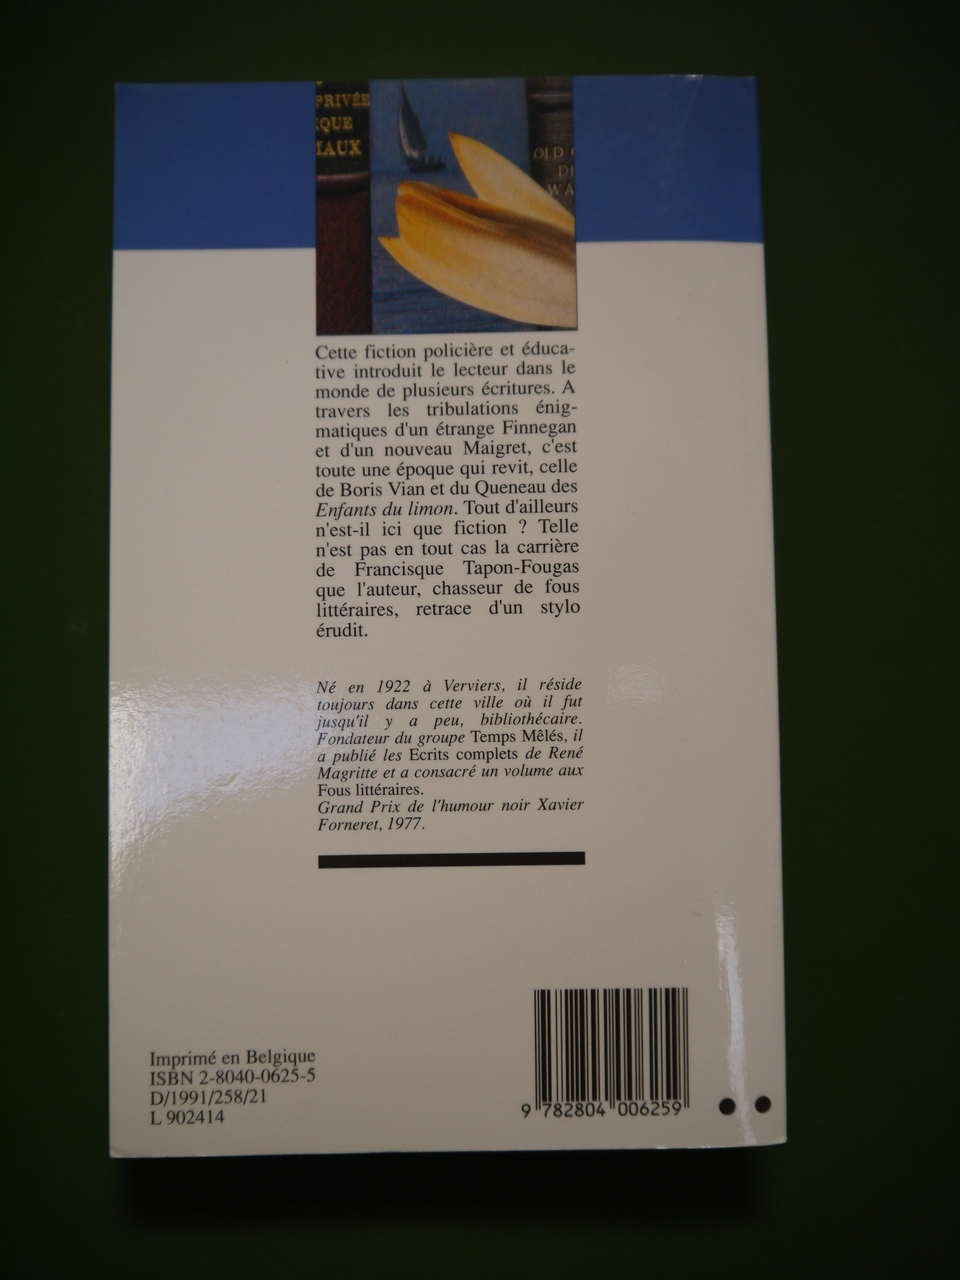 PRIVÉE
IQUE
IAUX
OLD
DI
WA
Cette fiction policière et éduca-
tive introduit le lecteur dans le
monde de plusieurs écritures. A
travers les tribulations énig-
matiques d'un étrange Finnegan
et d'un nouveau Maigret, c'est
toute une époque qui revit, celle
de Boris Vian et du Queneau des
Enfants du limon. Tout d'ailleurs
n'est-il ici que fiction ? Telle
n'est pas en tout cas la carrière
de Francisque Tapon-Fougas
que l'auteur, chasseur de fous
littéraires, retrace d'un stylo
érudit.
Né en 1922 à Verviers, il réside
toujours dans cette ville où il fut
jusqu'il y a peu, bibliothécaire.
Fondateur du groupe Temps Mêlés, il
a publié les Ecrits complets de René
Magritte et a consacré un volume aux
Fous littéraires.
Grand Prix de l'humour noir Xavier
Forneret, 1977.
Imprimé en Belgique
ISBN 2-8040-0625-5
D/1991/258/21
L 902414
9 782804 006259